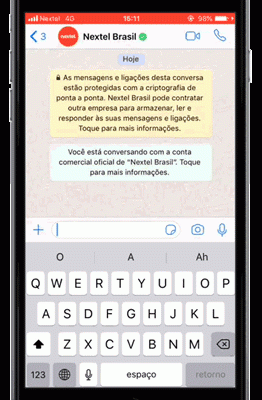 Nextel 4G 15:11 98%
3 nextel Nextel Brasil
Hoje
As mensagens e ligações desta conversa
estão protegidas com a criptografia de
ponta a ponta. Nextel Brasil pode contratar
outra empresa para armazenar, ler e
responder às suas mensagens e ligações.
Toque para mais informações.
Você está conversando com a conta
comercial oficial de "Nextel Brasil". Toque
para mais informações.
O A Ah
Q W E R T Y U I O P
A S D F G H J K L
Z X C V B N M
123 espaço retorno